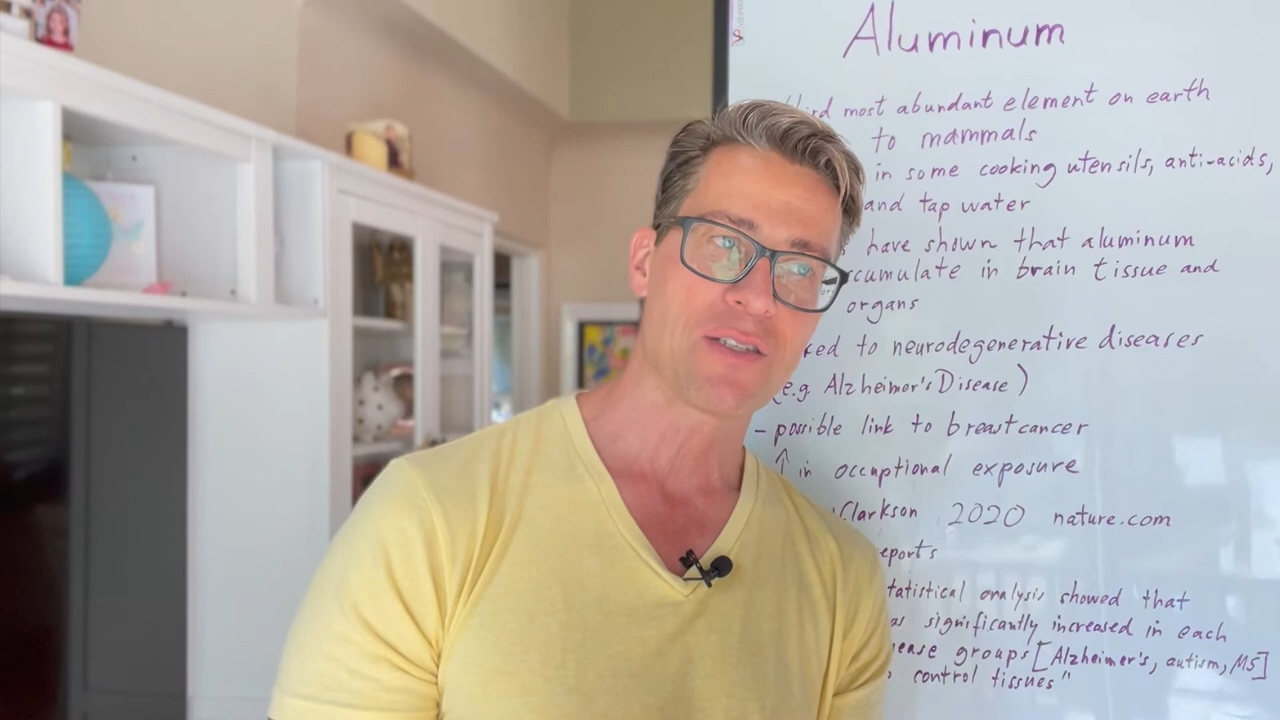 Aluminum
third most abundant element on earth
to mammals
in some cooking utensils, anti-acids,
and tap water
have shown that aluminum
ccumulate in brain tissue and
organs
ked to neurodegenerative diseases
(e.g. Alzheimer's Disease)
- possible link to breast cancer
↑ in occuptional exposure
Clarkson 2020 nature.com
eports
tatistical analysis showed that
as significantly increased in each
ease groups [Alzheimer's, autism, MS]
control tissues"